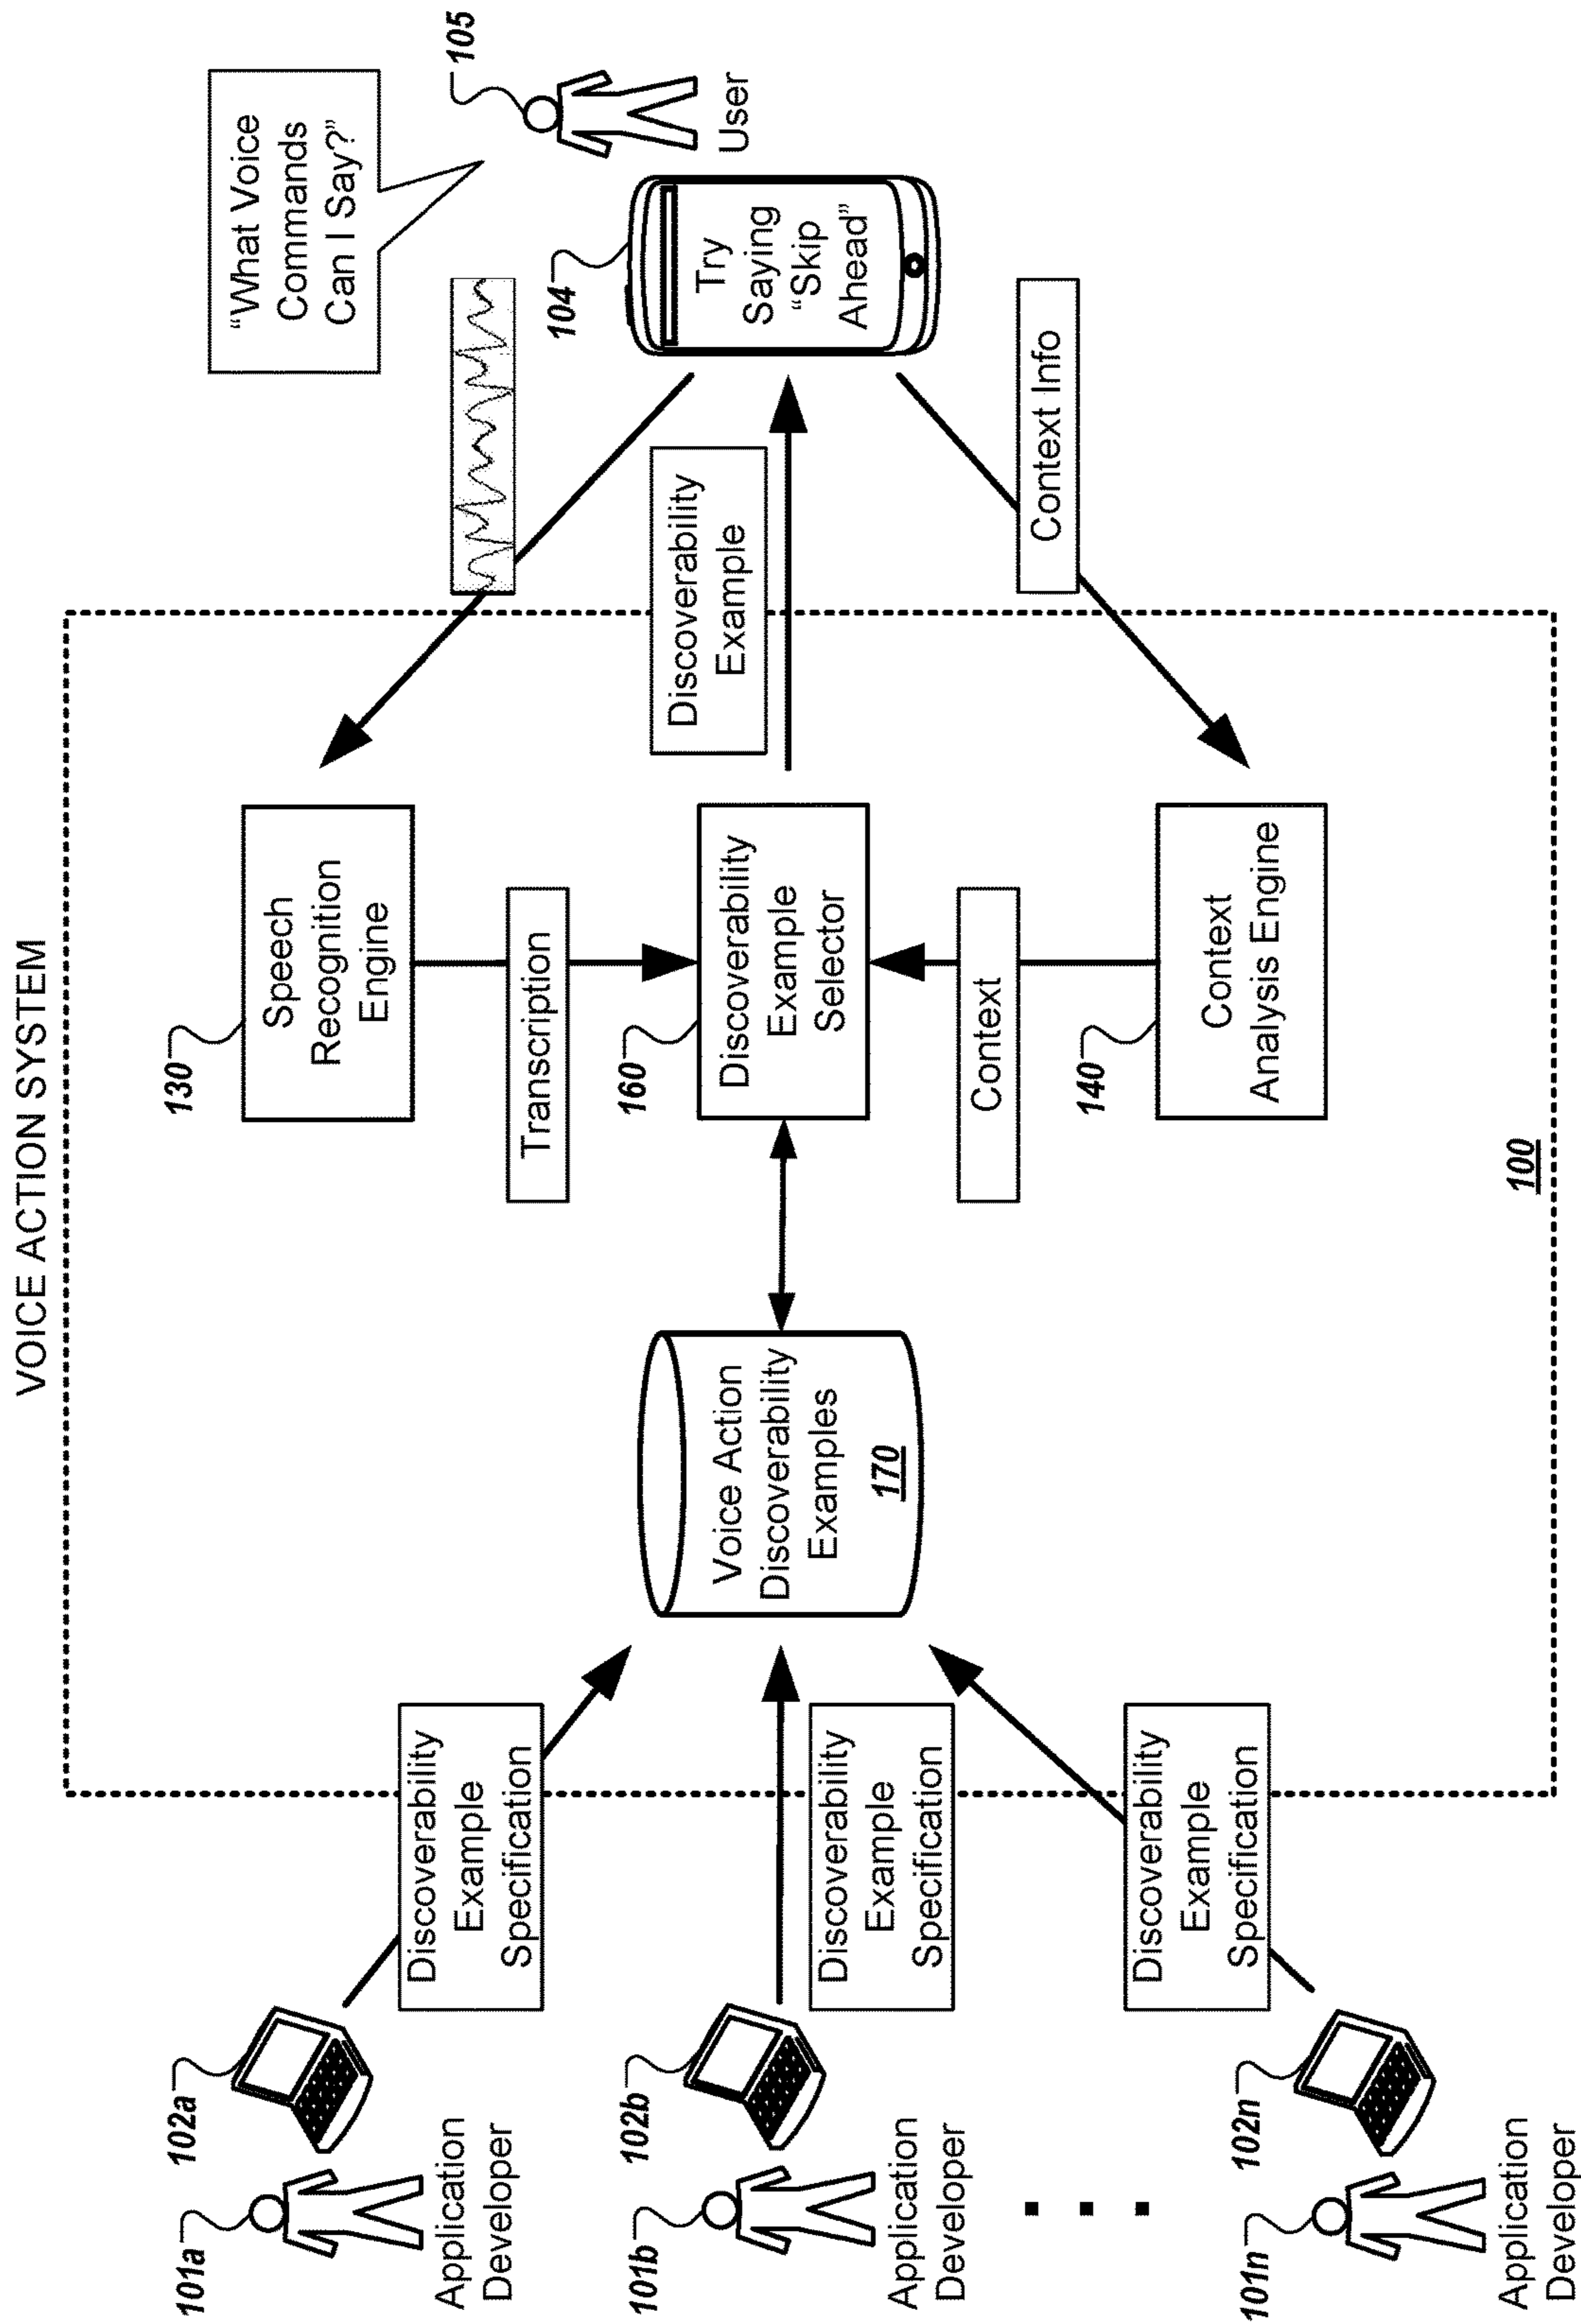 VOICE ACTION SYSTEM
101a
102a
Application
Developer
Discoverability
Example
Specification
101b
102b
Application
Developer
Discoverability
Example
Specification
101n
102n
Application
Developer
Discoverability
Example
Specification
Voice Action
Discoverability
Examples
170
130
Speech
Recognition
Engine
Transcription
160
Discoverability
Example
Selector
Context
140
Context
Analysis Engine
100
Discoverability
Example
Context Info
104
Try
Saying
“Skip
Ahead”
“What Voice
Commands
Can I Say?”
105
User